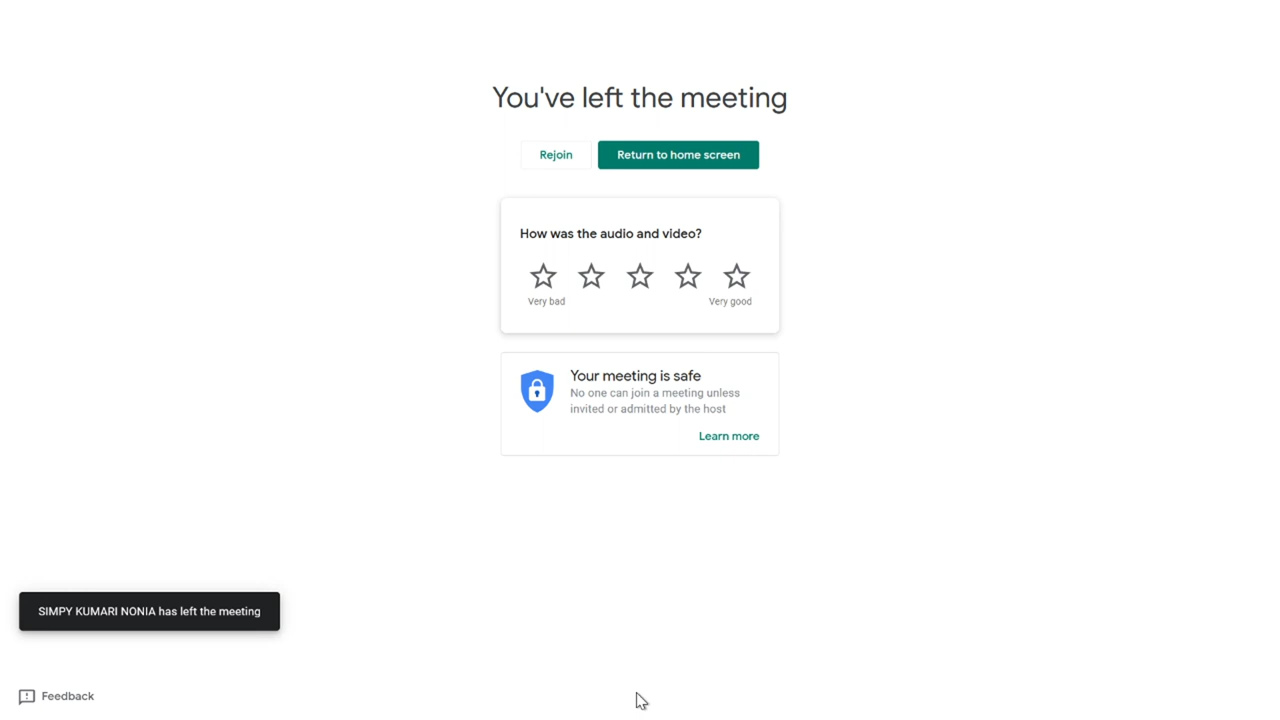 You've left the meeting
Rejoin
Return to home screen
How was the audio and video?
Very bad
Very good
Your meeting is safe
No one can join a meeting unless
invited or admitted by the host
Learn more
SIMPY KUMARI NONIA has left the meeting
Feedback